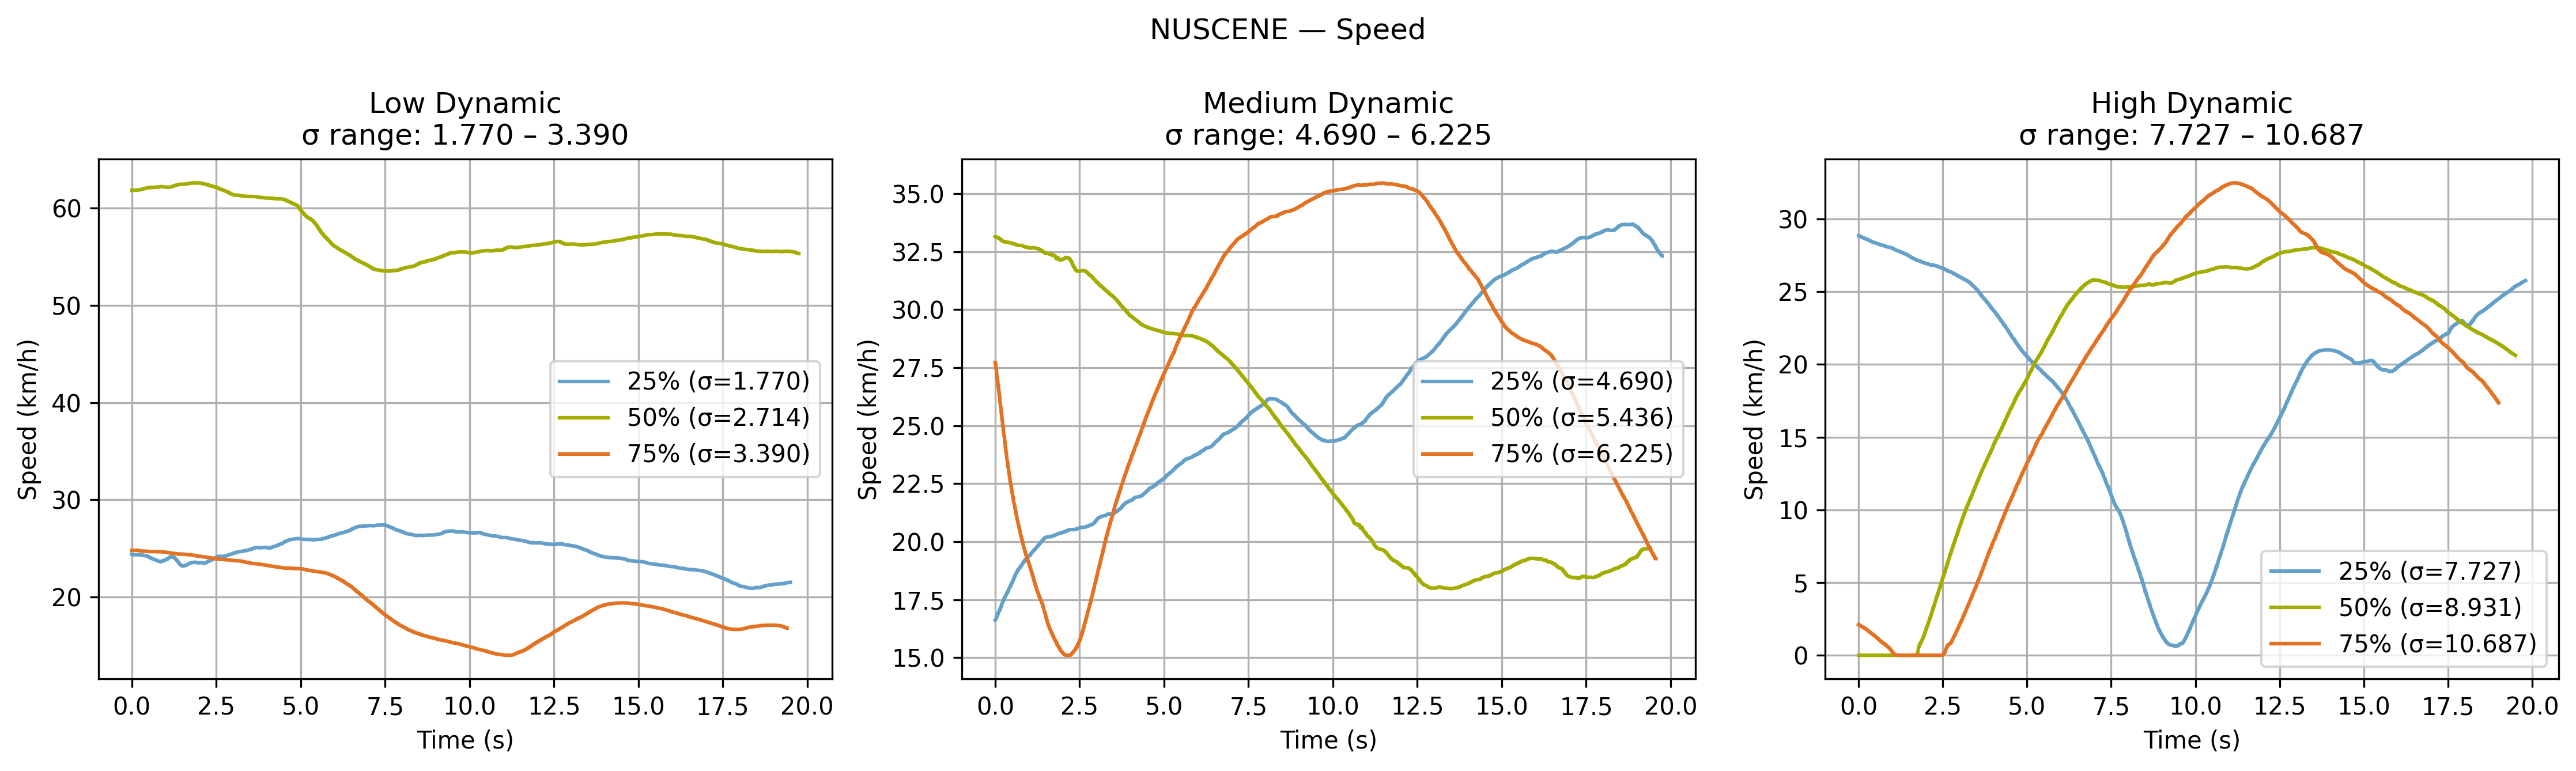 NUSCENE — Speed
Low Dynamic
σ range: 1.770 – 3.390
Speed (km/h)
60
50
40
30
20
25% (σ=1.770)
50% (σ=2.714)
75% (σ=3.390)
0.0 2.5 5.0 7.5 10.0 12.5 15.0 17.5 20.0
Time (s)
Medium Dynamic
σ range: 4.690 – 6.225
Speed (km/h)
35.0
32.5
30.0
27.5
25.0
22.5
20.0
17.5
15.0
25% (σ=4.690)
50% (σ=5.436)
75% (σ=6.225)
0.0 2.5 5.0 7.5 10.0 12.5 15.0 17.5 20.0
Time (s)
High Dynamic
σ range: 7.727 – 10.687
Speed (km/h)
30
25
20
15
10
5
0
25% (σ=7.727)
50% (σ=8.931)
75% (σ=10.687)
0.0 2.5 5.0 7.5 10.0 12.5 15.0 17.5 20.0
Time (s)